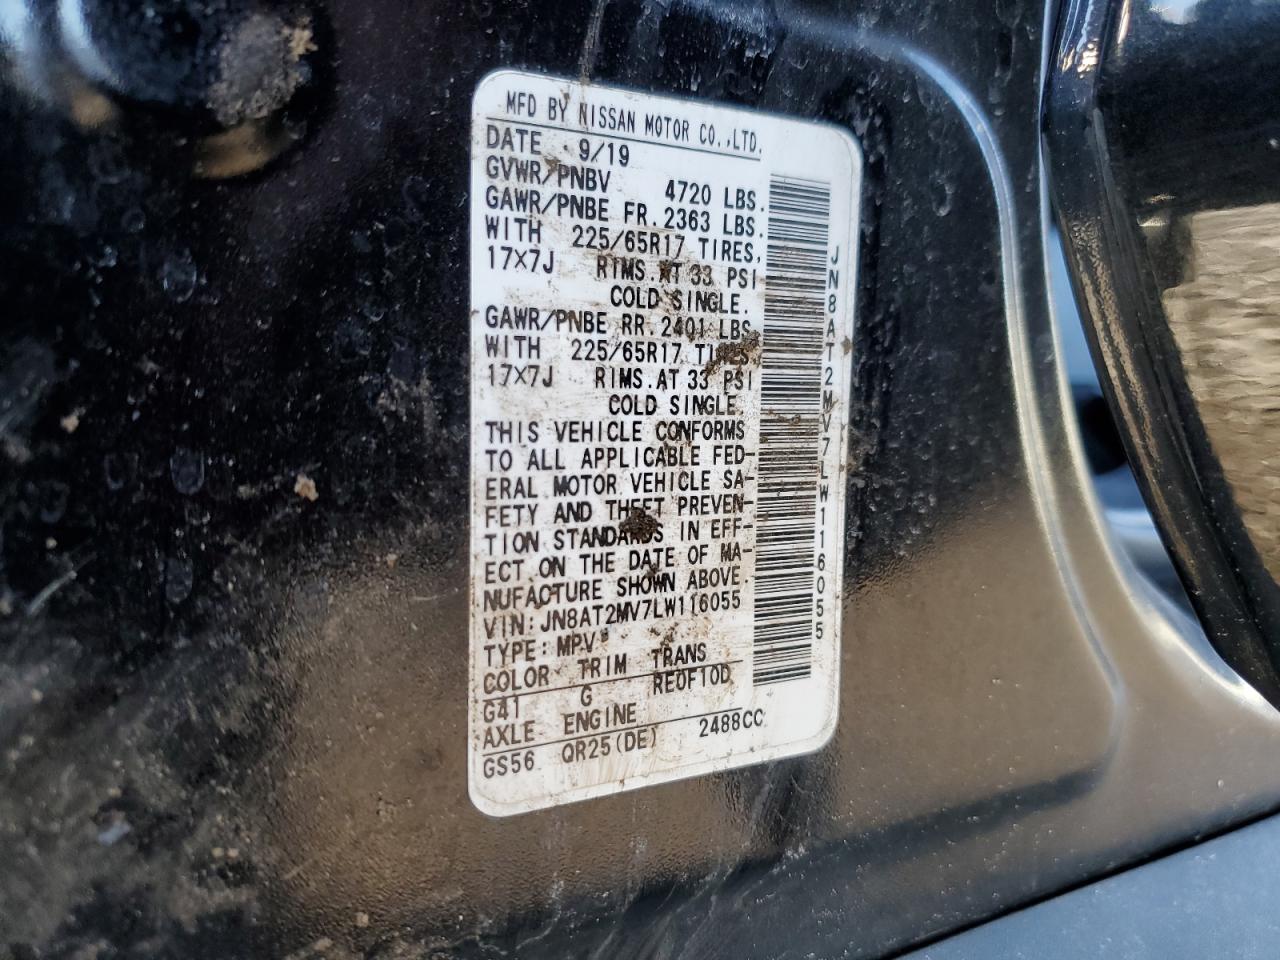 MFD BY NISSAN MOTOR CO.,LTD.
DATE 9/19
GVWR/PNBV 4720 LBS.
GAWR/PNBE FR. 2363 LBS.
WITH 225/65R17 TIRES,
17X7J RIMS. AT 33 PSI
COLD SINGLE.
GAWR/PNBE RR. 2401 LBS.
WITH 225/65R17 TIRES,
17X7J RIMS. AT 33 PSI
COLD SINGLE.
THIS VEHICLE CONFORMS
TO ALL APPLICABLE FED-
ERAL MOTOR VEHICLE SA-
FETY AND THEFT PREVEN-
TION STANDARDS IN EFF-
ECT ON THE DATE OF MA-
NUFACTURE SHOWN ABOVE.
VIN: JN8AT2MV7LW116055
TYPE: MPV
COLOR TRIM TRANS
G41 G RE0F10D
AXLE ENGINE
GS56 QR25(DE) 2488CC
JN8AT2MV7LW116055